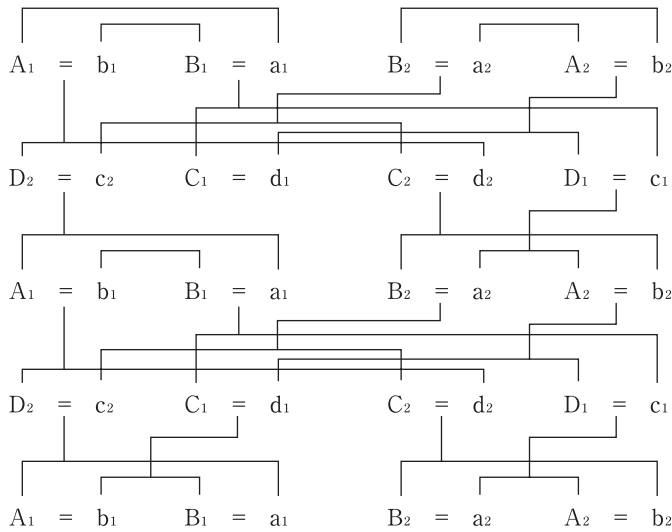 A₁ = b₁ B₁ = a₁ B₂ = a₂ A₂ = b₂
D₂ = c₂ C₁ = d₁ C₂ = d₂ D₁ = c₁
A₁ = b₁ B₁ = a₁ B₂ = a₂ A₂ = b₂
D₂ = c₂ C₁ = d₁ C₂ = d₂ D₁ = c₁
A₁ = b₁ B₁ = a₁ B₂ = a₂ A₂ = b₂